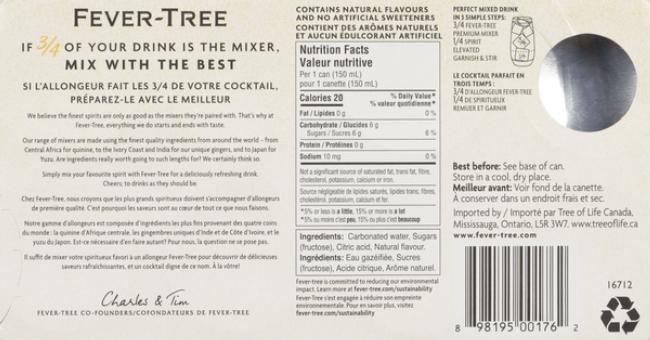 FEVER-TREE
IF 3/4 OF YOUR DRINK IS THE MIXER,
MIX WITH THE BEST
SI L'ALLONGEUR FAIT LES 3/4 DE VOTRE COCKTAIL,
PRÉPAREZ-LE AVEC LE MEILLEUR
We believe the finest spirits are only as good as the mixers they're paired with. That's why at
Fever-Tree, everything we do starts and ends with taste.
Our range of mixers are made using the finest quality ingredients from around the world - from
Central Africa for quinine, to the Ivory Coast and India for our unique gingers, and to Japan for
Yuzu. Are ingredients really worth going to such lengths for? We certainly think so.
Simply mix your favourite spirit with Fever-Tree for a deliciously refreshing drink.
Cheers; to drinks as they should be.
Chez Fever-Tree, nous croyons que les plus grands spiritueux doivent s'accompagner d'allongeurs
de première qualité. C'est pourquoi les saveurs sont au cœur de tout ce que nous faisons.
Notre gamme d'allongeurs est composée d'ingrédients les plus fins provenant des quatre coins
du monde : la quinine d'Afrique centrale, les gingembres uniques d'Inde et de Côte d'Ivoire, et le
yuzu du Japon. Est-ce nécessaire d'en faire autant? Pour nous, la question ne se pose pas.
Il suffit de mixer votre spiritueux favori à un allongeur Fever-Tree pour découvrir de délicieuses
saveurs rafraîchissantes, et un cocktail digne de ce nom. À la vôtre!
Charles & Tim
FEVER-TREE CO-FOUNDERS/COFONDATEURS DE FEVER-TREE
CONTAINS NATURAL FLAVOURS
AND NO ARTIFICIAL SWEETENERS
CONTIENT DES ARÔMES NATURELS
ET AUCUN ÉDULCORANT ARTIFICIEL
Nutrition Facts
Valeur nutritive
Per 1 can (150 mL)
pour 1 canette (150 mL)
Calories 20 % Daily Value*
% valeur quotidienne*
Fat / Lipides 0 g 0 %
Carbohydrate / Glucides 6 g
Sugars / Sucres 6 g 6 %
Protein / Protéines 0 g
Sodium 10 mg 0 %
Not a significant source of saturated fat, trans fat, fibre,
cholesterol, potassium, calcium or iron.
Source négligeable de lipides saturés, lipides trans, fibres,
cholestérol, potassium, calcium et fer.
*5% or less is a little, 15% or more is a lot
*5% ou moins c'est peu, 15% ou plus c'est beaucoup
Ingredients: Carbonated water, Sugars
(fructose), Citric acid, Natural flavour.
Ingrédients: Eau gazéifiée, Sucres
(fructose), Acide citrique, Arôme naturel.
Fever-tree is committed to reducing our environmental
impact. Learn more at fever-tree.com/sustainability
Fever-Tree s'est engagée à réduire son empreinte
environnementale. Pour en savoir plus, visitez
fever-tree.com/sustainability
PERFECT MIXED DRINK
IN 3 SIMPLE STEPS:
3/4 FEVER-TREE
PREMIUM MIXER
1/4 SPIRIT
ELEVATED
GARNISH & STIR
LE COCKTAIL PARFAIT EN
TROIS TEMPS:
3/4 D'ALLONGEUR FEVER-TREE
1/4 DE SPIRITUEUX
REMUER ET GARNIR
Best before: See base of can.
Store in a cool, dry place.
Meilleur avant: Voir fond de la canette.
À conserver dans un endroit frais et sec.
Imported by / Importé par Tree of Life Canada,
Mississauga, Ontario, L5R 3W7. www.treeoflife.ca
www.fever-tree.com
16712
8 98195 00176 2